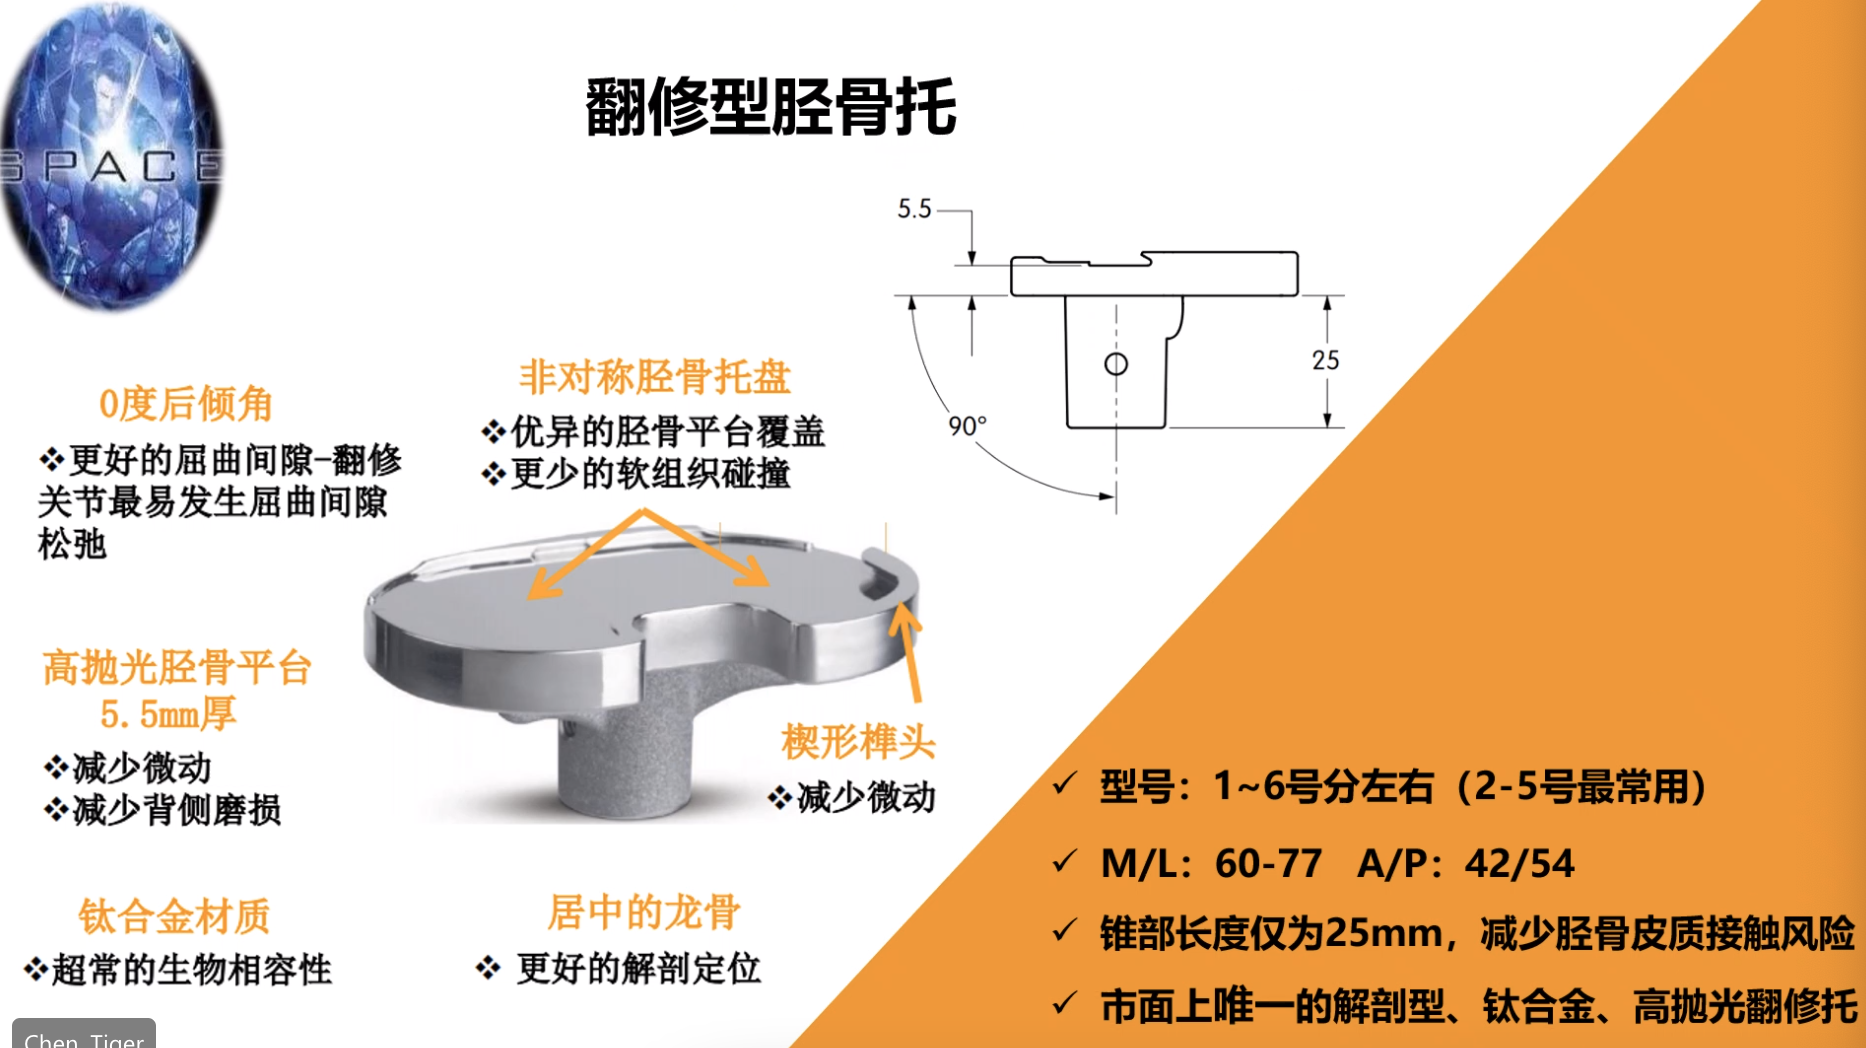 SPACE
翻修型胫骨托
5.5
25
90°
0度后倾角
❖更好的屈曲间隙-翻修
关节最易发生屈曲间隙
松弛
非对称胫骨托盘
❖优异的胫骨平台覆盖
❖更少的软组织碰撞
高抛光胫骨平台
5.5mm厚
❖减少微动
❖减少背侧磨损
楔形榫头
❖减少微动
钛合金材质
❖超常的生物相容性
居中的龙骨
❖ 更好的解剖定位
✓ 型号：1~6号分左右（2-5号最常用）
✓ M/L：60-77 A/P：42/54
✓ 锥部长度仅为25mm，减少胫骨皮质接触风险
✓ 市面上唯一的解剖型、钛合金、高抛光翻修托
Chen, Tiger